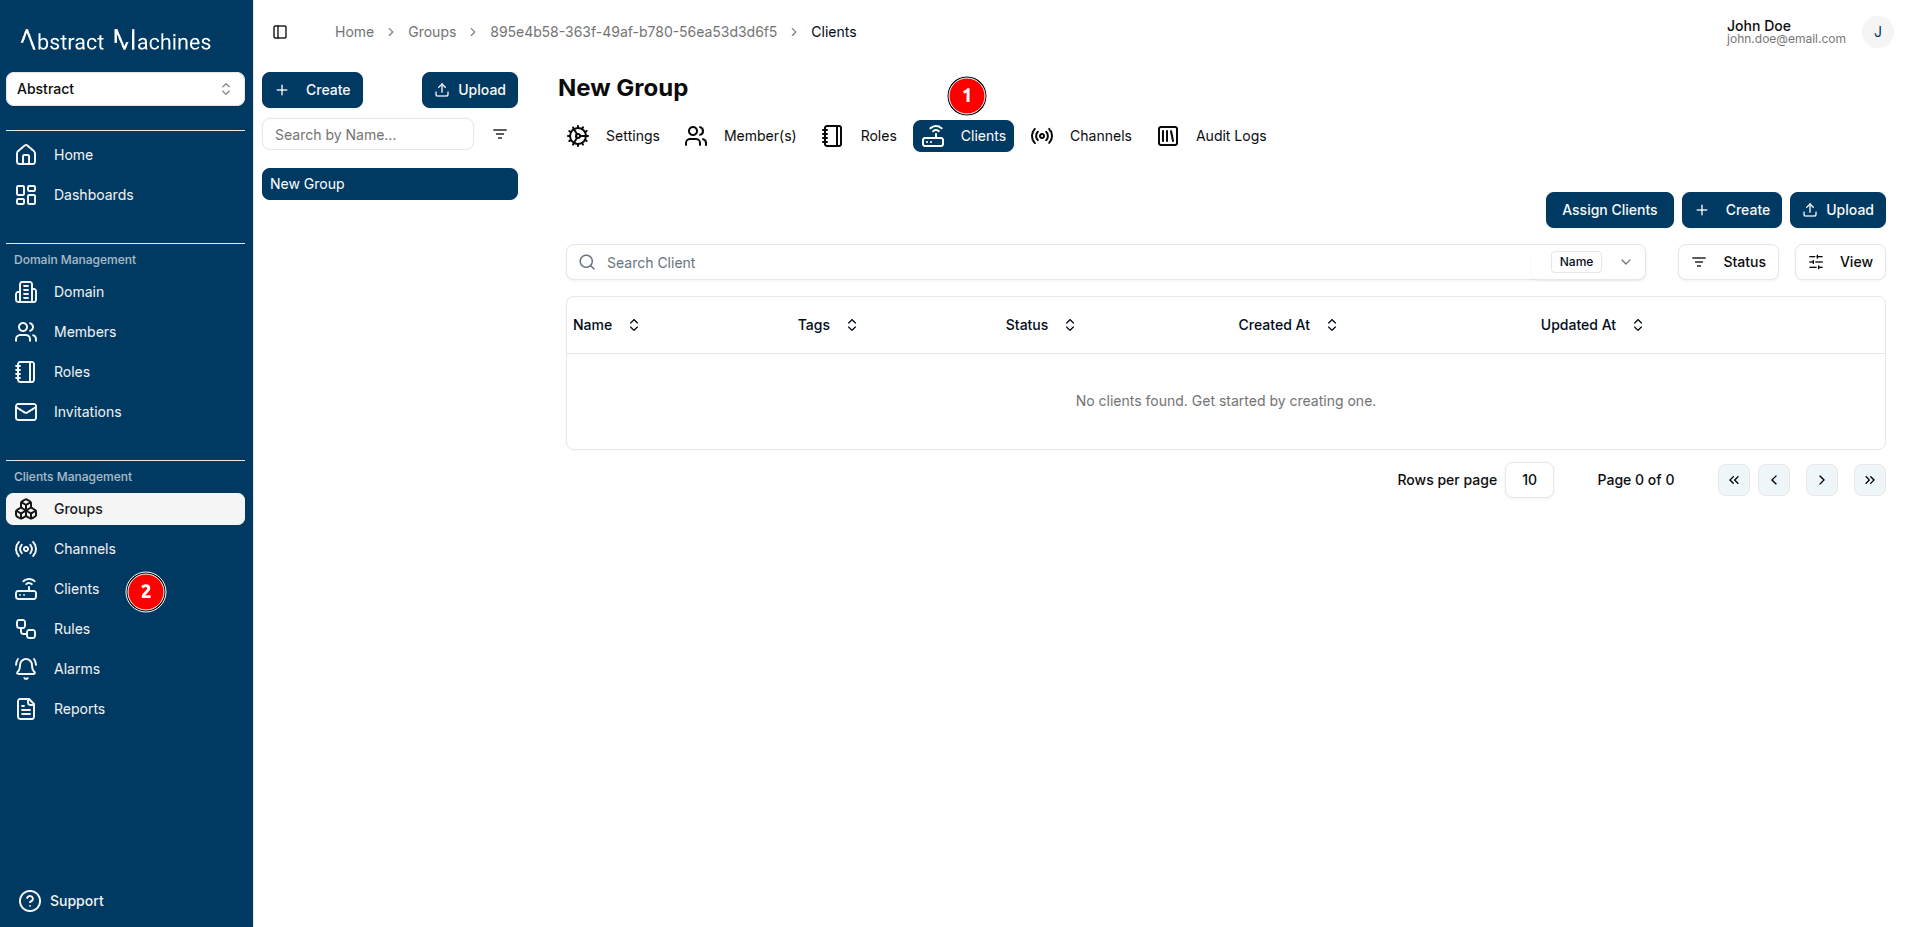 Abstract Machines
Abstract
Home
Dashboards
Domain Management
Domain
Members
Roles
Invitations
Clients Management
Groups
Channels
Clients
2
Rules
Alarms
Reports
Support
Home > Groups > 895e4b58-363f-49af-b780-56ea53d3d6f5 > Clients
John Doe
john.doe@email.com
J
+ Create
Upload
Search by Name...
New Group
New Group
1
Settings Member(s) Roles Clients Channels Audit Logs
Assign Clients + Create Upload
Search Client Name Status View
Name Tags Status Created At Updated At
No clients found. Get started by creating one.
Rows per page 10 Page 0 of 0